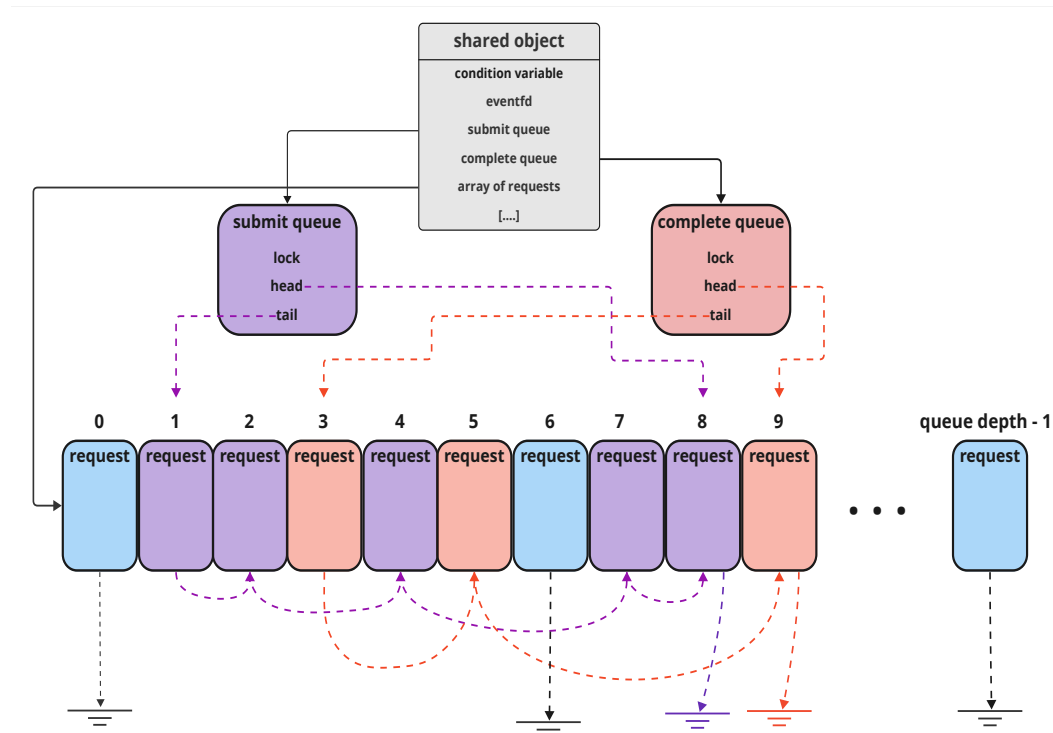 shared object
condition variable
eventfd
submit queue
complete queue
array of requests
[....]
submit queue
lock
head
tail
complete queue
lock
head
tail
0 1 2 3 4 5 6 7 8 9 queue depth - 1
request request request request request request request request request request request